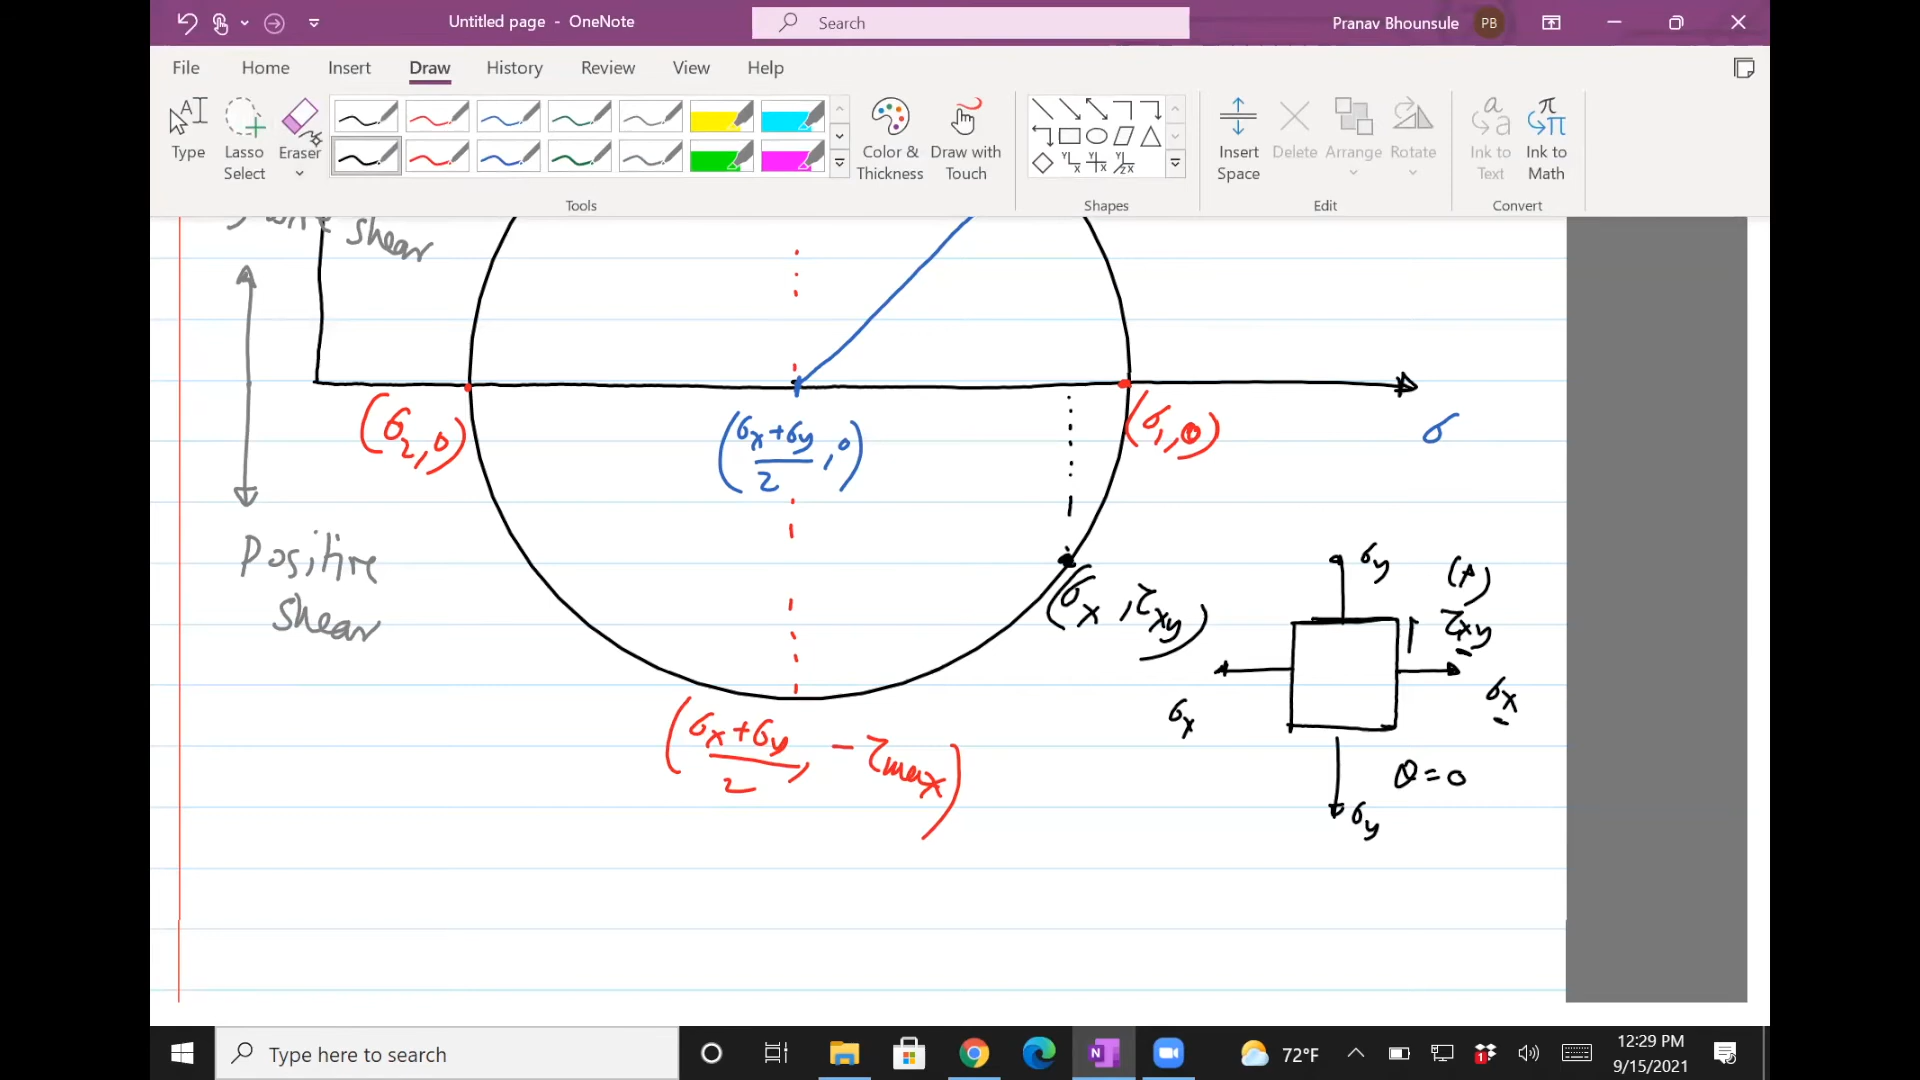 Untitled page - OneNote
Search
Pranav Bhounsule
PB
File Home Insert Draw History Review View Help
Type
Lasso Select
Eraser
Color & Thickness
Draw with Touch
Insert Space
Delete
Arrange
Rotate
Ink to Text
Ink to Math
Tools
Shapes
Edit
Convert
shear
(σ₂, 0)
(σx+σy/2, 0)
(σ₁, 0)
σ
Positive
shear
(σx, τxy)
σy
(+)
τxy
σx
σx
θ = 0
σy
(σx+σy/2, -τmax)
Type here to search
72°F
12:29 PM
9/15/2021